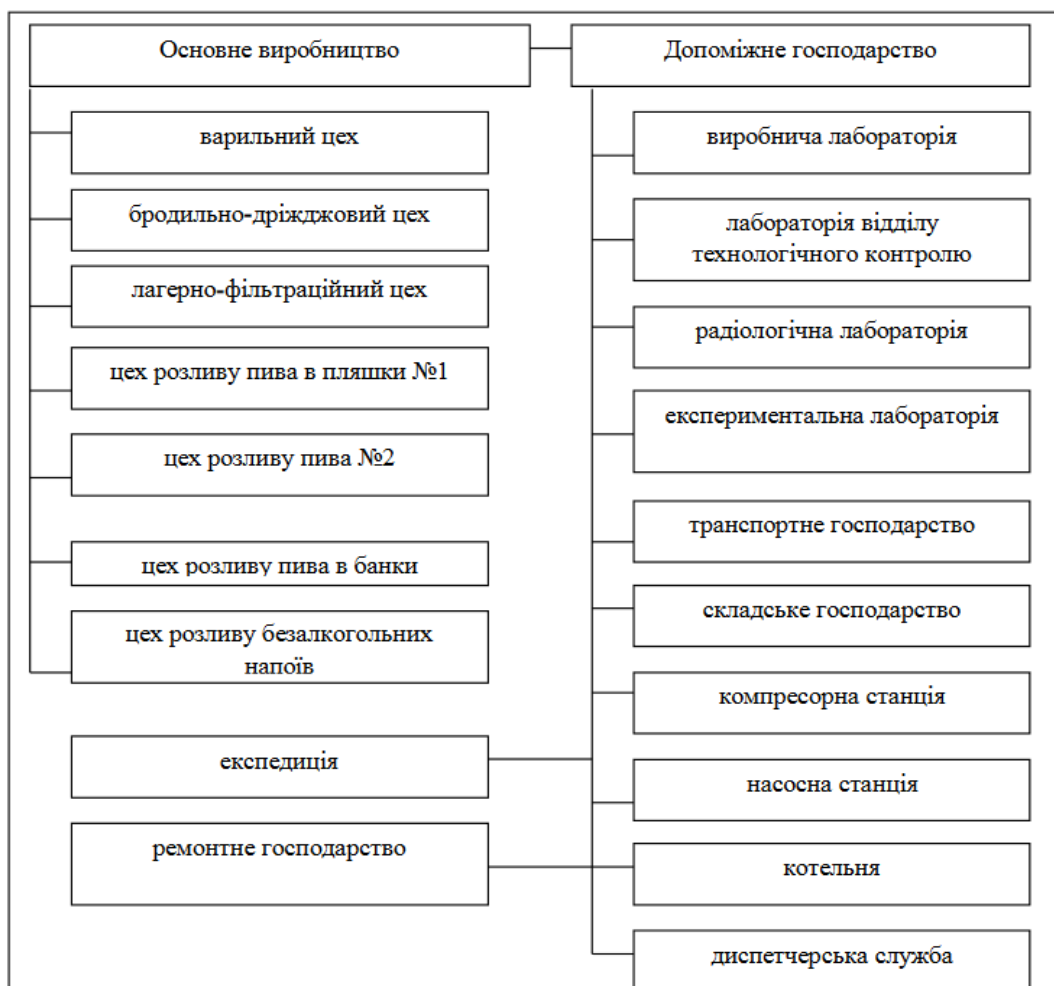 Основне виробництво
Допоміжне господарство
варильний цех
бродильно-дріжджовий цех
лагерно-фільтраційний цех
цех розливу пива в пляшки №1
цех розливу пива №2
цех розливу пива в банки
цех розливу безалкогольних
напоїв
експедиція
ремонтне господарство
виробнича лабораторія
лабораторія відділу
технологічного контролю
радіологічна лабораторія
експериментальна лабораторія
транспортне господарство
складське господарство
компресорна станція
насосна станція
котельня
диспетчерська служба